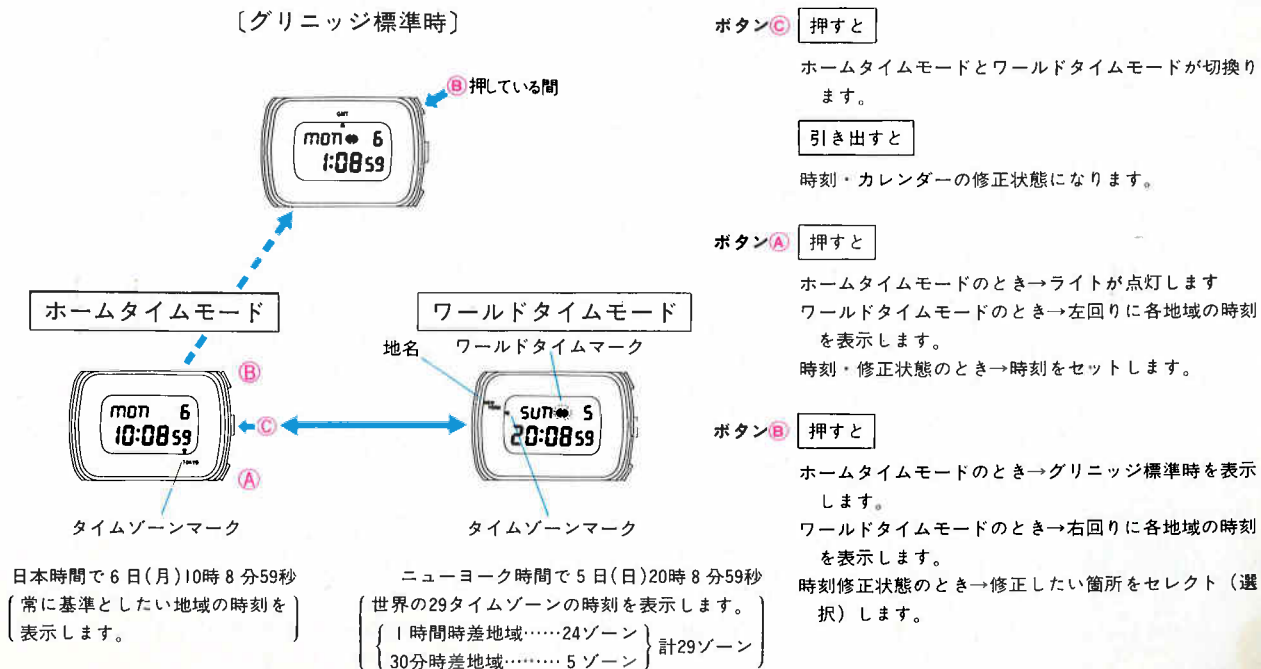 〔グリニッジ標準時〕
Ⓑ押している間
GMT
mon 6
1:08 59
ホームタイムモード
Ⓑ
mon 6
10:08 59
Ⓒ
TOKYO
Ⓐ
タイムゾーンマーク
日本時間で6日(月)10時8分59秒
常に基準としたい地域の時刻を
表示します。
ワールドタイムモード
地名 ワールドタイムマーク
NEW
YORK
SUN 5
20:08 59
タイムゾーンマーク
ニューヨーク時間で5日(日)20時8分59秒
世界の29タイムゾーンの時刻を表示します。
1時間時差地域……24ゾーン
30分時差地域………5ゾーン
計29ゾーン
ボタンⒸ 押すと
ホームタイムモードとワールドタイムモードが切換り
ます。
引き出すと
時刻・カレンダーの修正状態になります。
ボタンⒶ 押すと
ホームタイムモードのとき→ライトが点灯します
ワールドタイムモードのとき→左回りに各地域の時刻
を表示します。
時刻・修正状態のとき→時刻をセットします。
ボタンⒷ 押すと
ホームタイムモードのとき→グリニッジ標準時を表示
します。
ワールドタイムモードのとき→右回りに各地域の時刻
を表示します。
時刻修正状態のとき→修正したい箇所をセレクト（選
択）します。